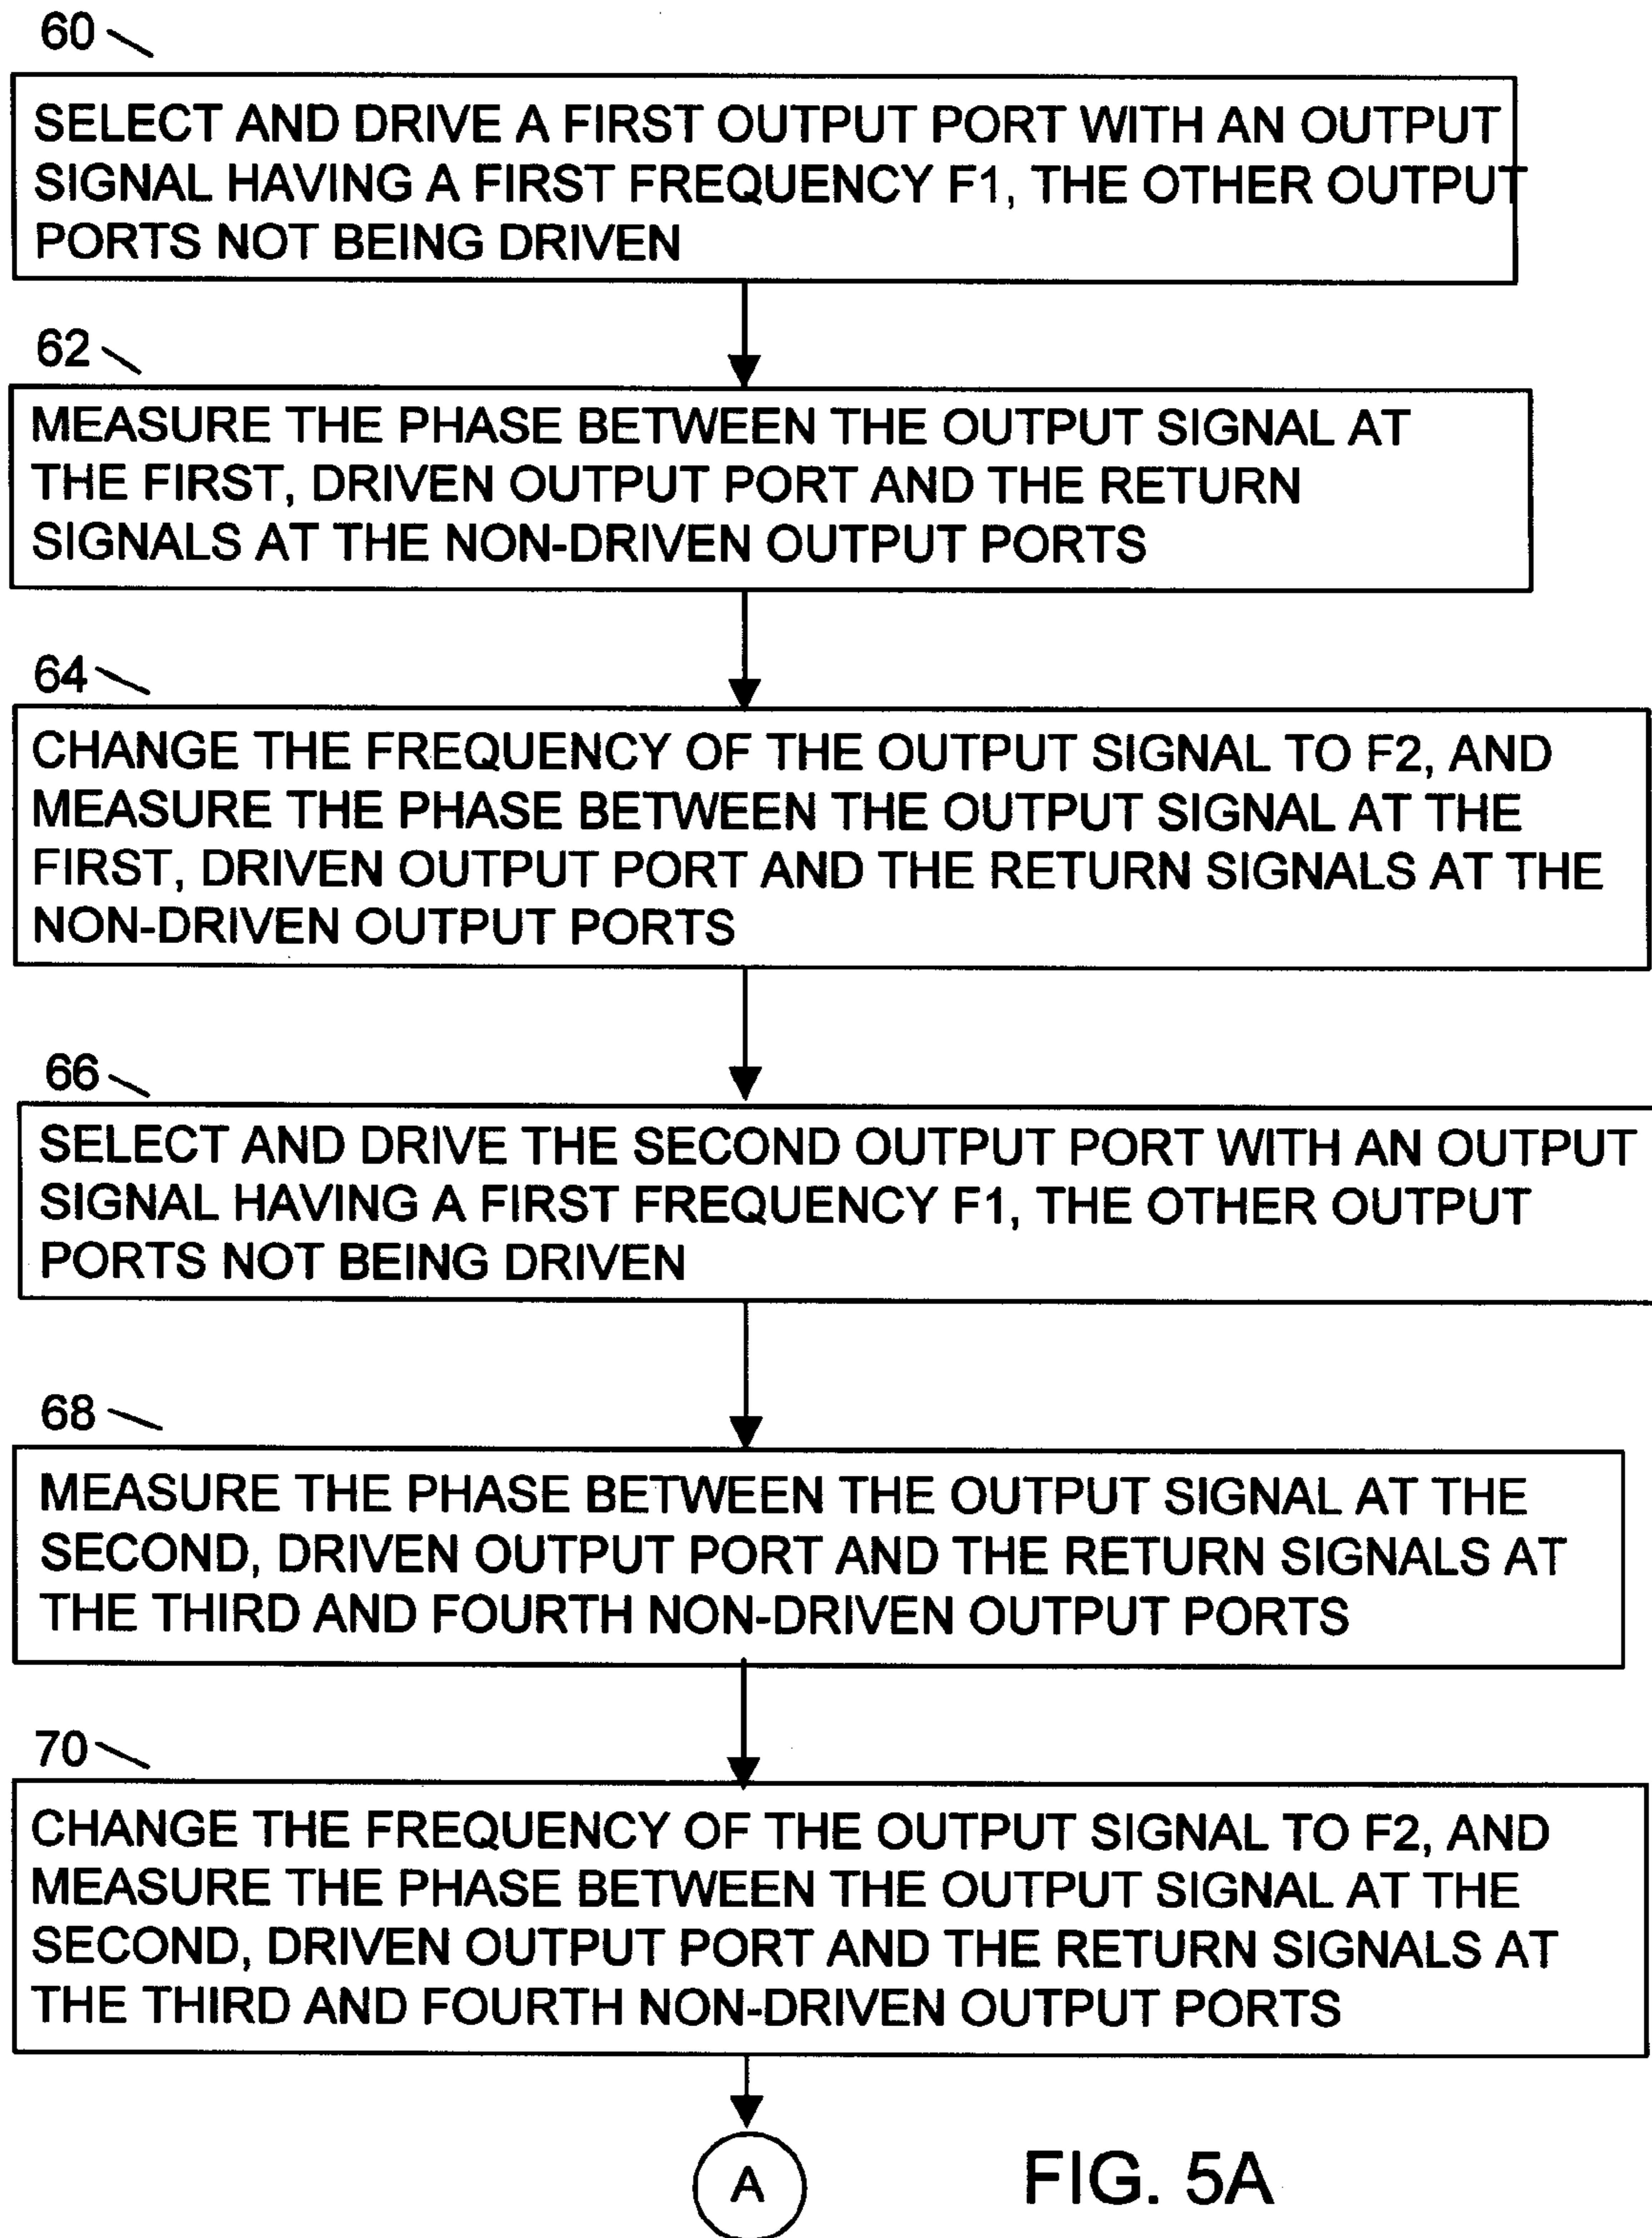 60
SELECT AND DRIVE A FIRST OUTPUT PORT WITH AN OUTPUT
SIGNAL HAVING A FIRST FREQUENCY F1, THE OTHER OUTPUT
PORTS NOT BEING DRIVEN
62
MEASURE THE PHASE BETWEEN THE OUTPUT SIGNAL AT
THE FIRST, DRIVEN OUTPUT PORT AND THE RETURN
SIGNALS AT THE NON-DRIVEN OUTPUT PORTS
64
CHANGE THE FREQUENCY OF THE OUTPUT SIGNAL TO F2, AND
MEASURE THE PHASE BETWEEN THE OUTPUT SIGNAL AT THE
FIRST, DRIVEN OUTPUT PORT AND THE RETURN SIGNALS AT THE
NON-DRIVEN OUTPUT PORTS
66
SELECT AND DRIVE THE SECOND OUTPUT PORT WITH AN OUTPUT
SIGNAL HAVING A FIRST FREQUENCY F1, THE OTHER OUTPUT
PORTS NOT BEING DRIVEN
68
MEASURE THE PHASE BETWEEN THE OUTPUT SIGNAL AT THE
SECOND, DRIVEN OUTPUT PORT AND THE RETURN SIGNALS AT
THE THIRD AND FOURTH NON-DRIVEN OUTPUT PORTS
70
CHANGE THE FREQUENCY OF THE OUTPUT SIGNAL TO F2, AND
MEASURE THE PHASE BETWEEN THE OUTPUT SIGNAL AT THE
SECOND, DRIVEN OUTPUT PORT AND THE RETURN SIGNALS AT
THE THIRD AND FOURTH NON-DRIVEN OUTPUT PORTS
A
FIG. 5A